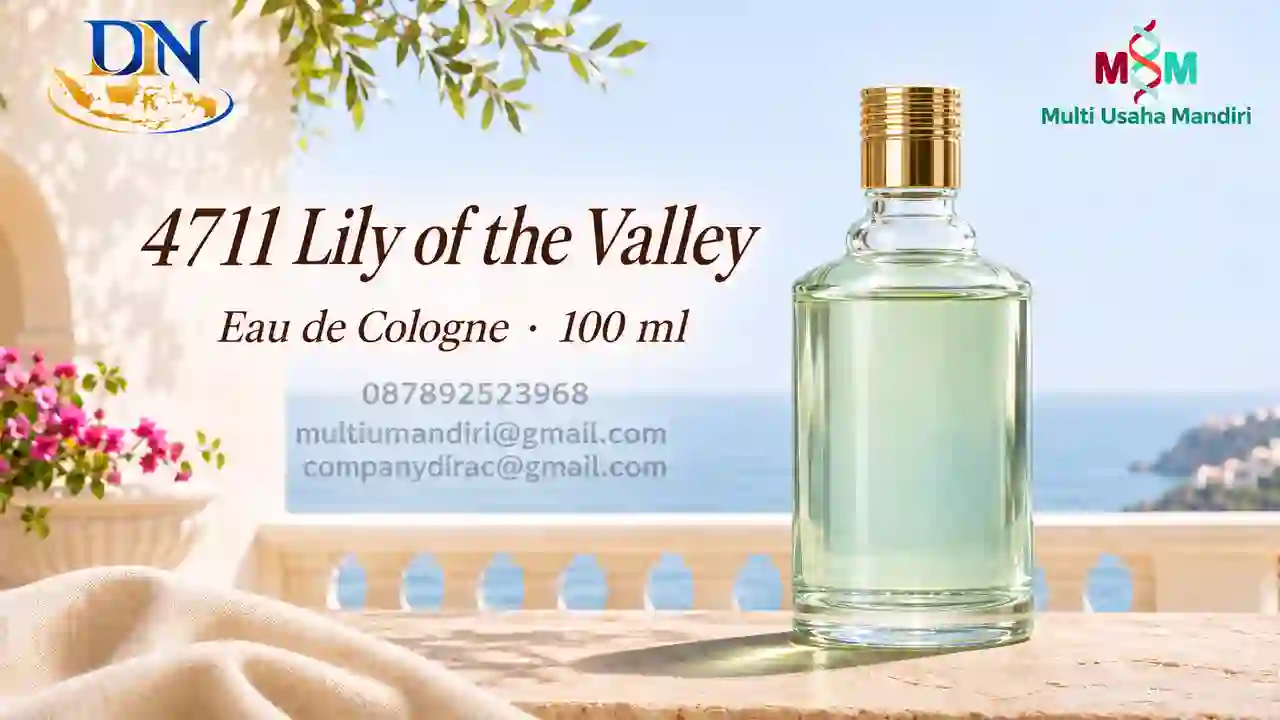 DIN
MSM
Multi Usaha Mandiri
4711 Lily of the Valley
Eau de Cologne · 100 ml
087892523968
multiumandiri@gmail.com
companydirac@gmail.com